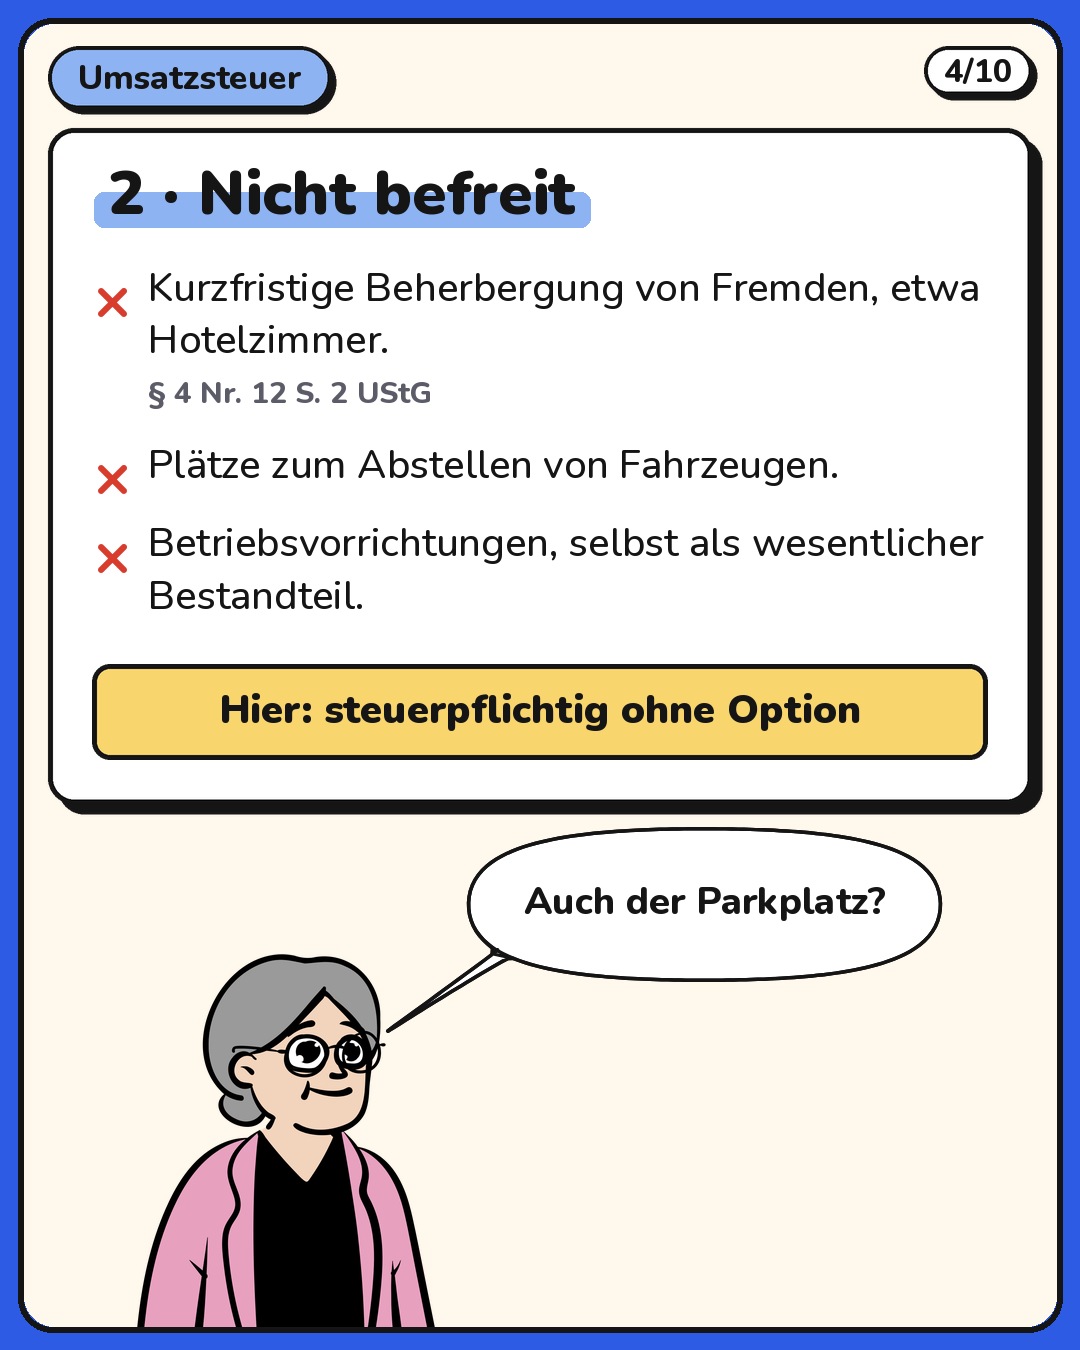 Umsatzsteuer
4/10
2 · Nicht befreit
Kurzfristige Beherbergung von Fremden, etwa
Hotelzimmer.
§ 4 Nr. 12 S. 2 UStG
Plätze zum Abstellen von Fahrzeugen.
Betriebsvorrichtungen, selbst als wesentlicher
Bestandteil.
Hier: steuerpflichtig ohne Option
Auch der Parkplatz?